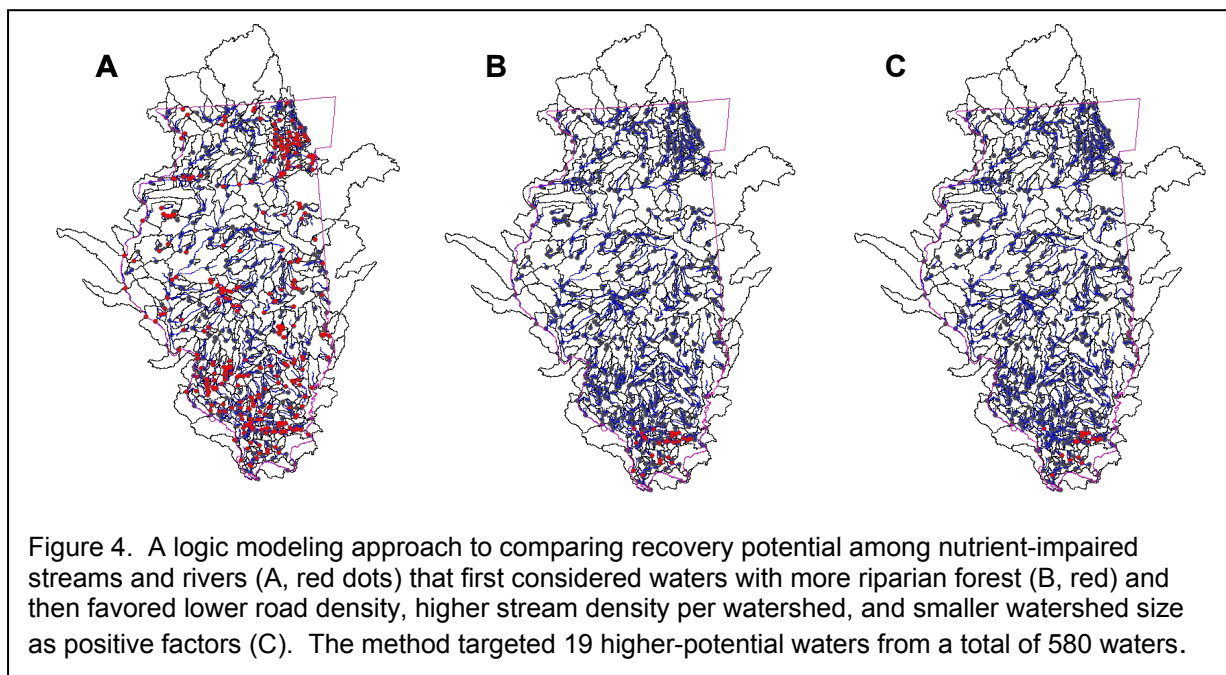 A
B
C
Figure 4. A logic modeling approach to comparing recovery potential among nutrient-impaired
streams and rivers (A, red dots) that first considered waters with more riparian forest (B, red) and
then favored lower road density, higher stream density per watershed, and smaller watershed size
as positive factors (C). The method targeted 19 higher-potential waters from a total of 580 waters.